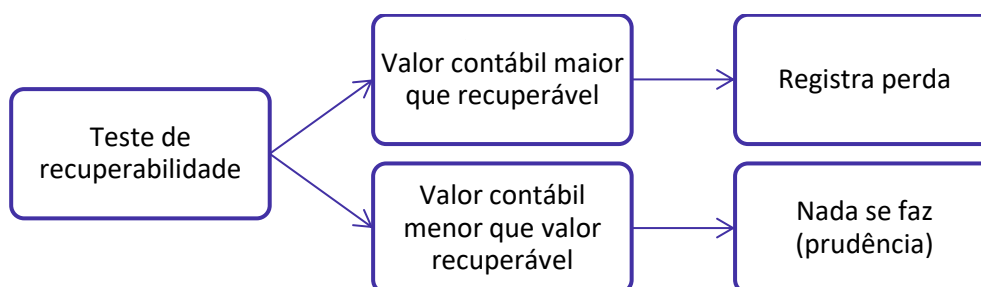 Teste de
recuperabilidade
Valor contábil maior
que recuperável
Registra perda
Valor contábil
menor que valor
recuperável
Nada se faz
(prudência)